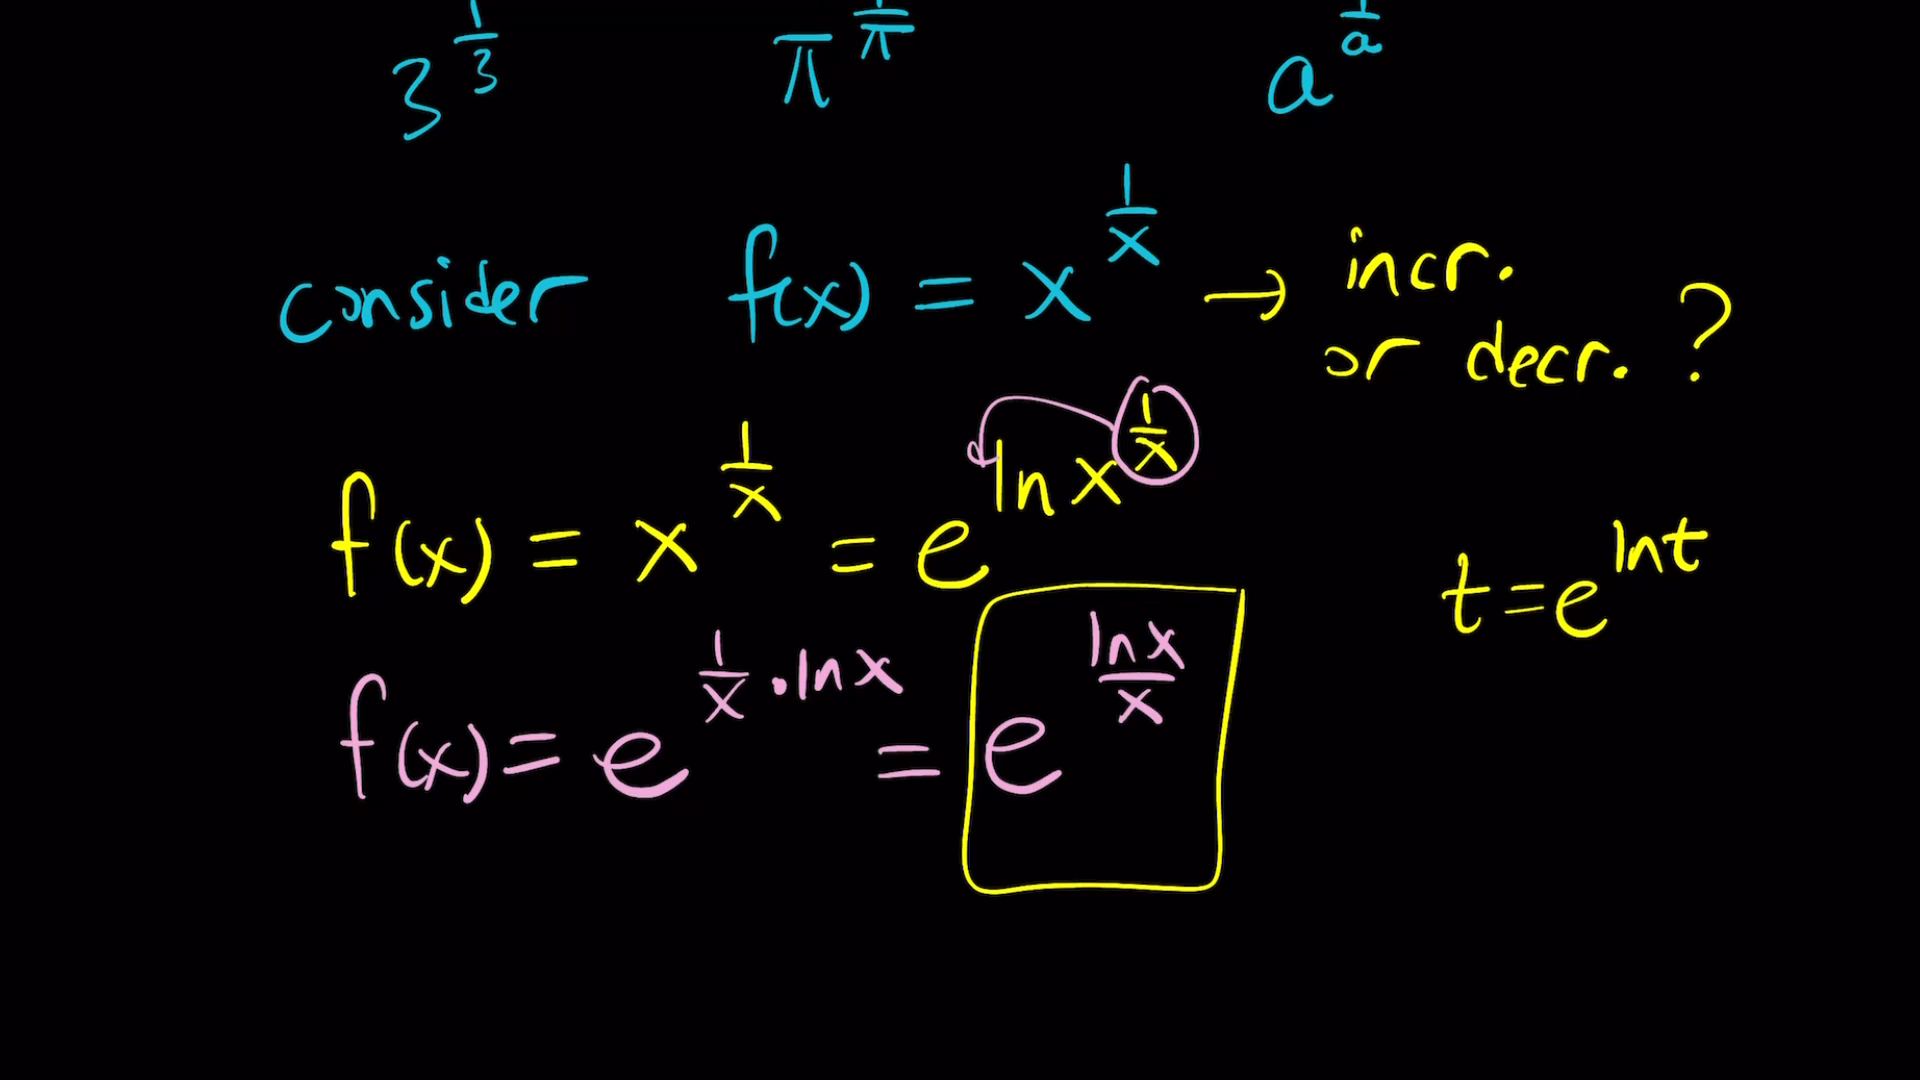 3^(1/3) π^(1/π) a^(1/a)
consider f(x) = x^(1/x) → incr. or decr. ?
f(x) = x^(1/x) = e^(ln x^(1/x))
t = e^(ln t)
f(x) = e^(1/x · ln x) = e^(ln x / x)